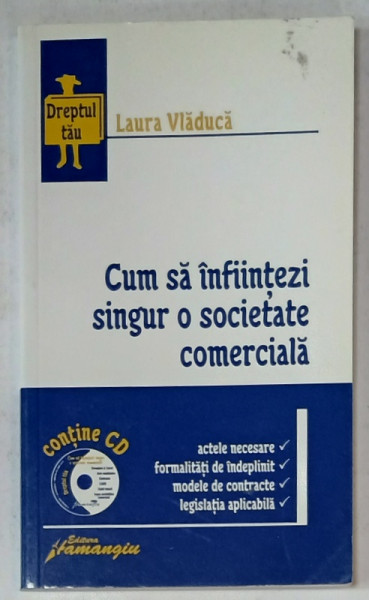 Dreptul
tău
Laura Vlăducă
Cum să înființezi
singur o societate
comercială
conține CD
actele necesare ✓
formalități de îndeplinit ✓
modele de contracte ✓
legislația aplicabilă ✓
Editura
Hamangiu